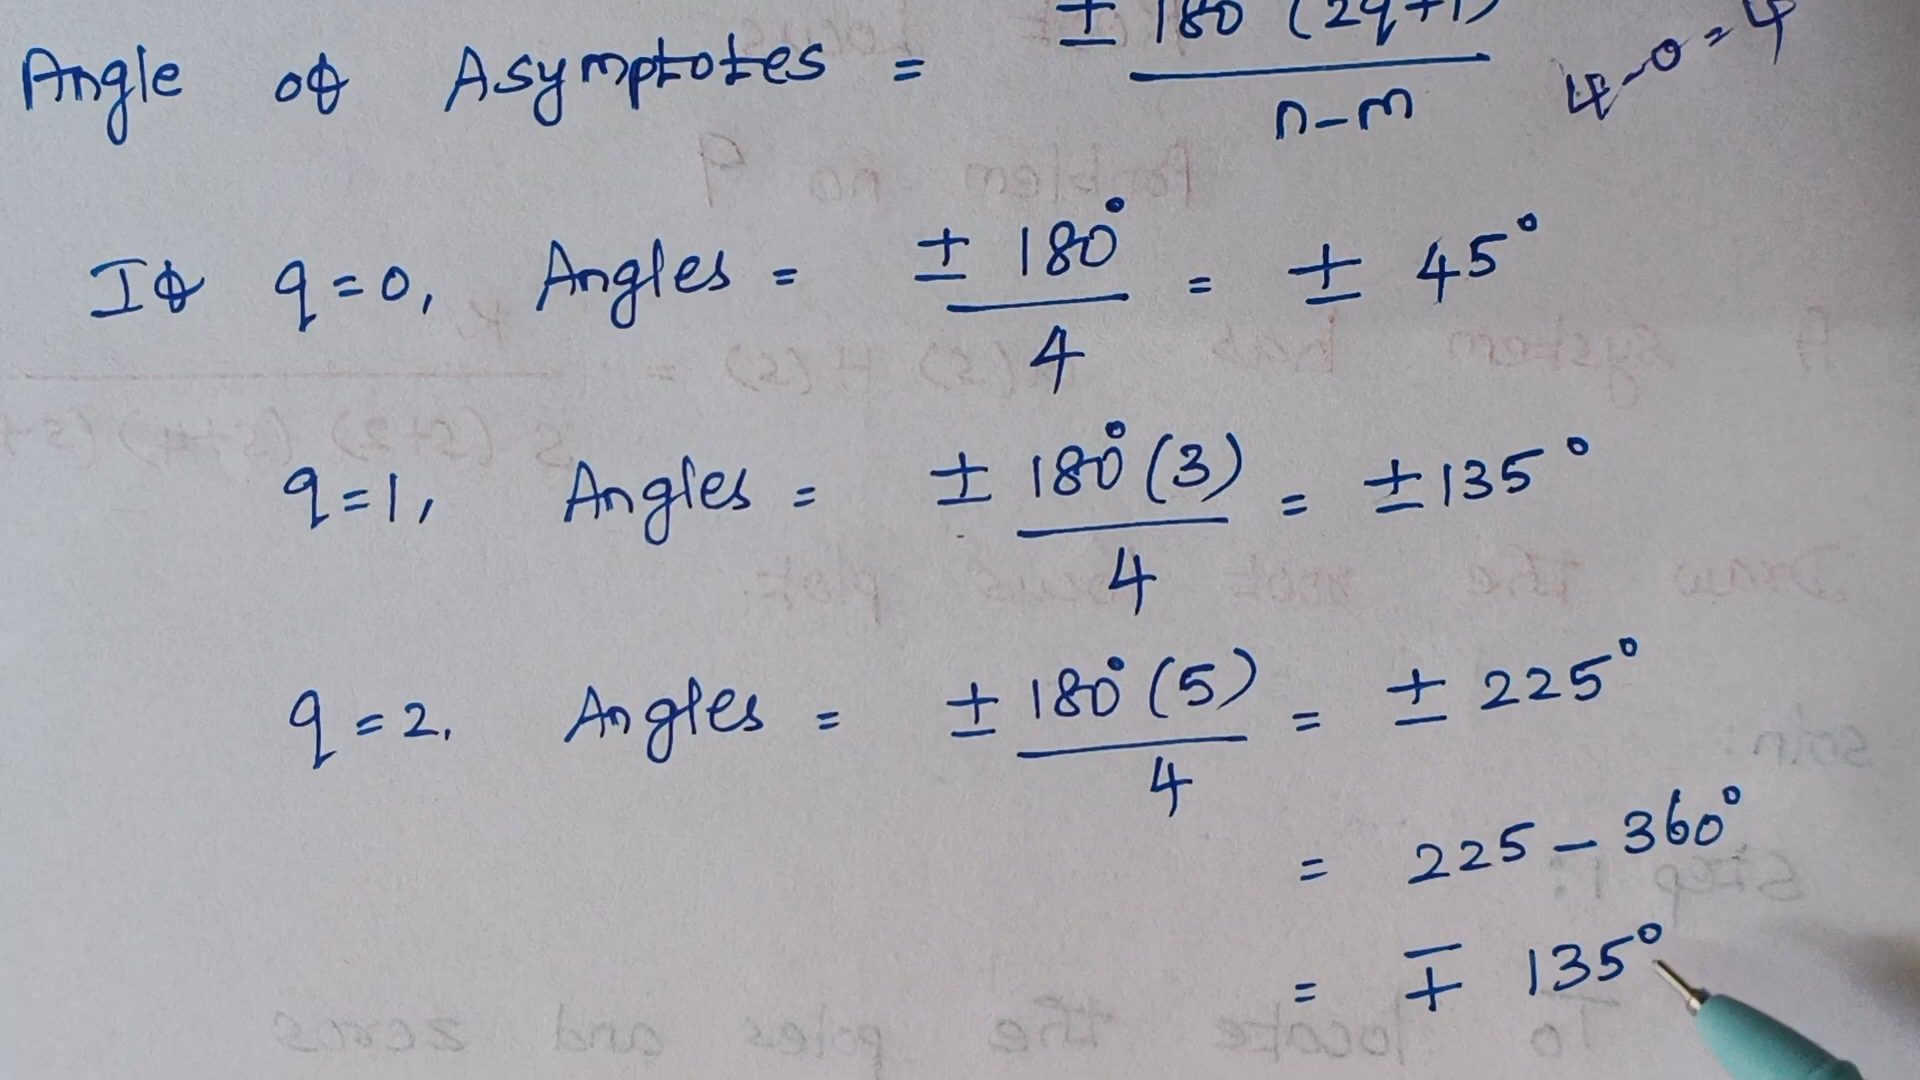 Angle of Asymptotes = ± 180 (2q+1) / n-m 4-0=4
If q=0, Angles = ± 180° / 4 = ± 45°
q=1, Angles = ± 180° (3) / 4 = ±135°
q=2, Angles = ± 180° (5) / 4 = ± 225°
= 225 - 360°
= ∓ 135°